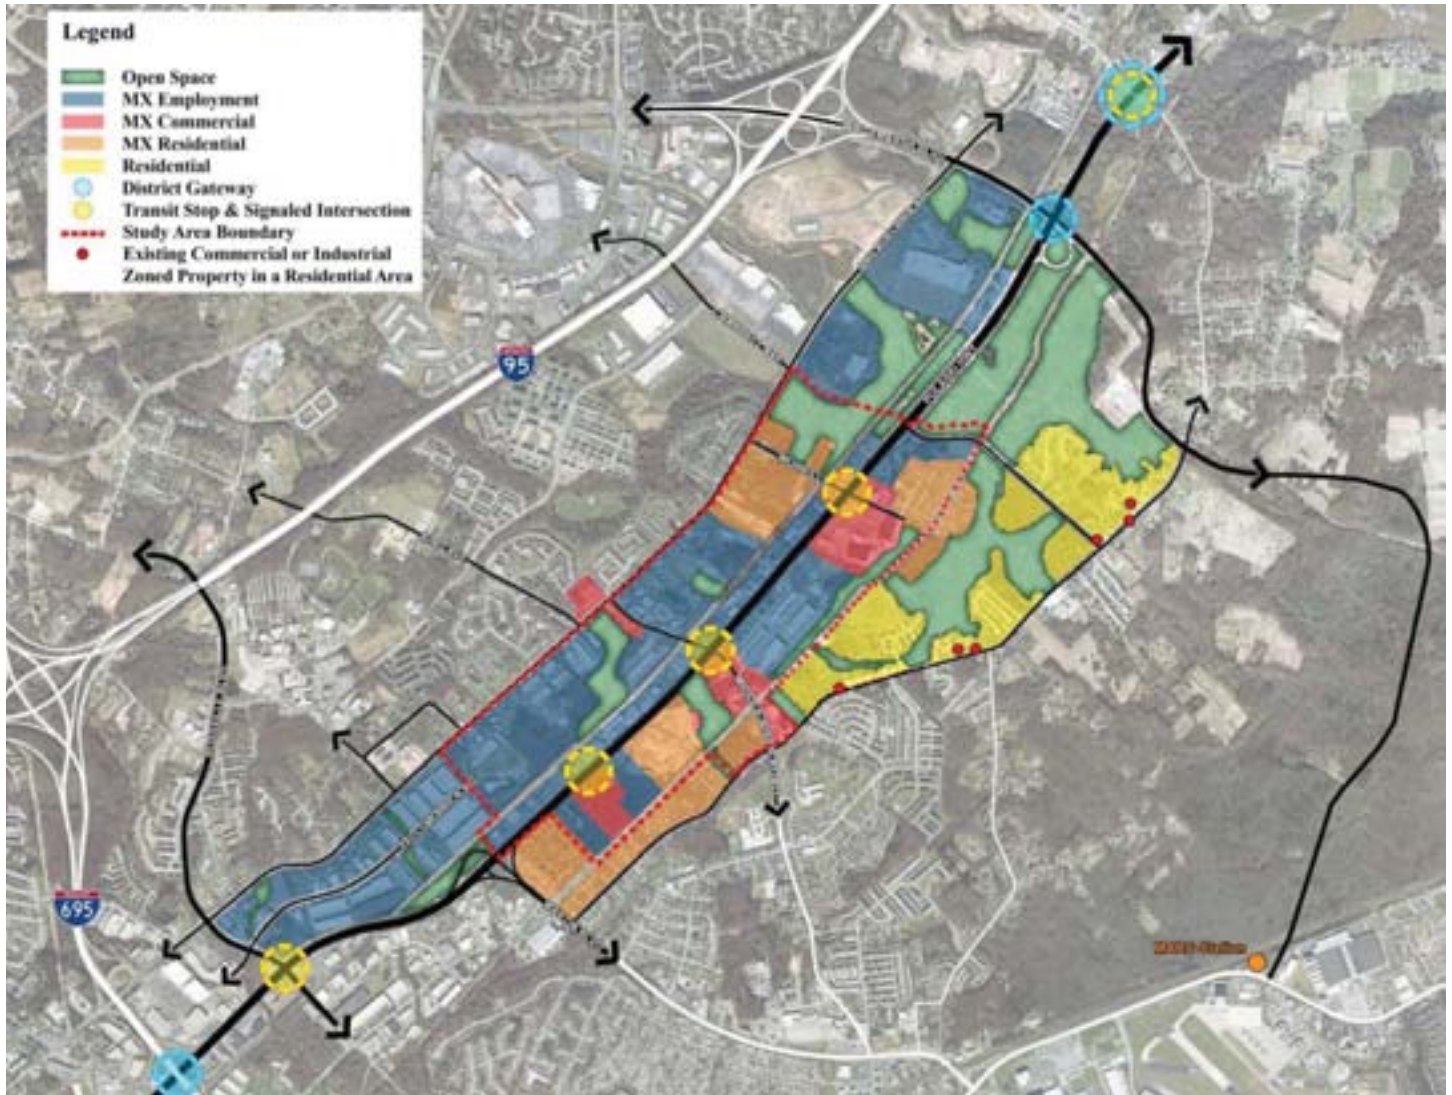 Legend
Open Space
MX Employment
MX Commercial
MX Residential
Residential
District Gateway
Transit Stop & Signaled Intersection
Study Area Boundary
Existing Commercial or Industrial
Zoned Property in a Residential Area
95
695